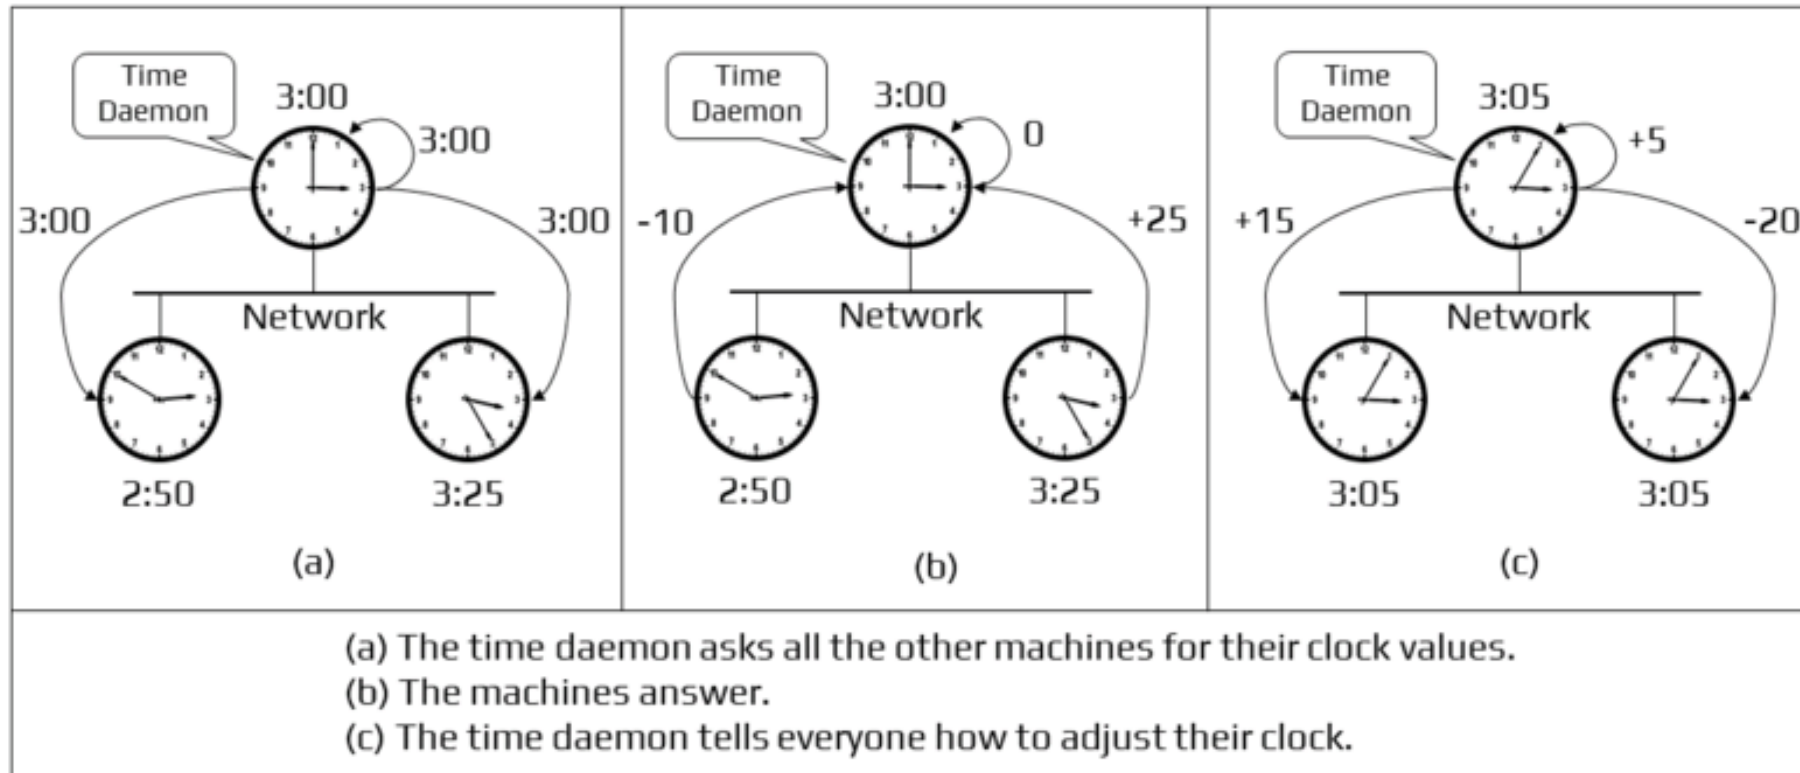 Time
Daemon
3:00
3:00
3:00
3:00
Network
2:50
3:25
(a)
Time
Daemon
3:00
0
-10
+25
Network
2:50
3:25
(b)
Time
Daemon
3:05
+5
+15
-20
Network
3:05
3:05
(c)
(a) The time daemon asks all the other machines for their clock values.
(b) The machines answer.
(c) The time daemon tells everyone how to adjust their clock.